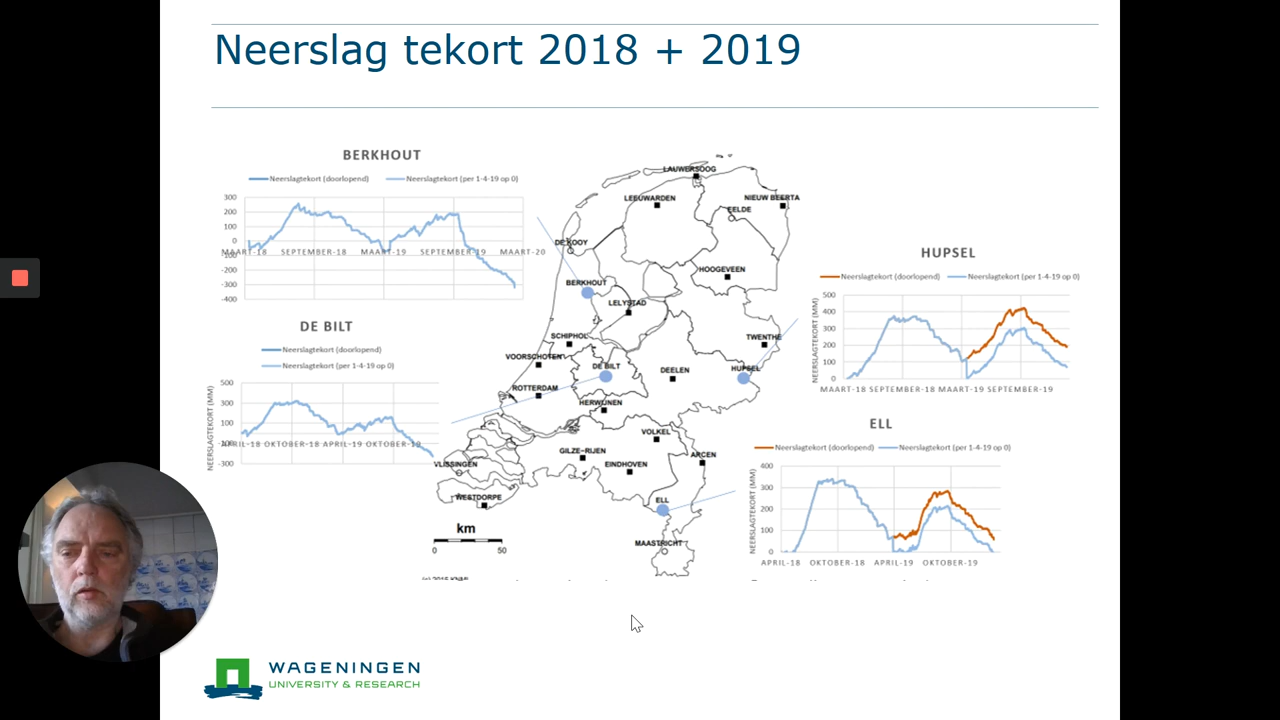 Neerslag tekort 2018 + 2019
BERKHOUT
Neerslagtekort (doorlopend) Neerslagtekort (per 1-4-19 op 0)
300
200
100
0
-100
-200
-300
-400
MAART-18 SEPTEMBER-18 MAART-19 SEPTEMBER-19 MAART-20
DE BILT
Neerslagtekort (doorlopend)
Neerslagtekort (per 1-4-19 op 0)
NEERSLAGTEKORT (MM)
500
300
100
-100
-300
APRIL-18 OKTOBER-18 APRIL-19 OKTOBER-19
LAUWERSOOG
LEEUWARDEN
NIEUW BEERTA
EELDE
DE KOOY
HOOGEVEEN
BERKHOUT
LELYSTAD
SCHIPHOL
TWENTHE
VOORSCHOTEN
DE BILT
DEELEN
HUPSEL
ROTTERDAM
HERWIJNEN
VOLKEL
GILZE-RIJEN
EINDHOVEN
ARCEN
VLISSINGEN
WESTDORPE
ELL
MAASTRICHT
km
0 50
HUPSEL
Neerslagtekort (doorlopend) Neerslagtekort (per 1-4-19 op 0)
NEERSLAGTEKORT (MM)
500
400
300
200
100
0
MAART-18 SEPTEMBER-18 MAART-19 SEPTEMBER-19
ELL
Neerslagtekort (doorlopend) Neerslagtekort (per 1-4-19 op 0)
NEERSLAGTEKORT (MM)
400
300
200
100
0
APRIL-18 OKTOBER-18 APRIL-19 OKTOBER-19
WAGENINGEN
UNIVERSITY & RESEARCH